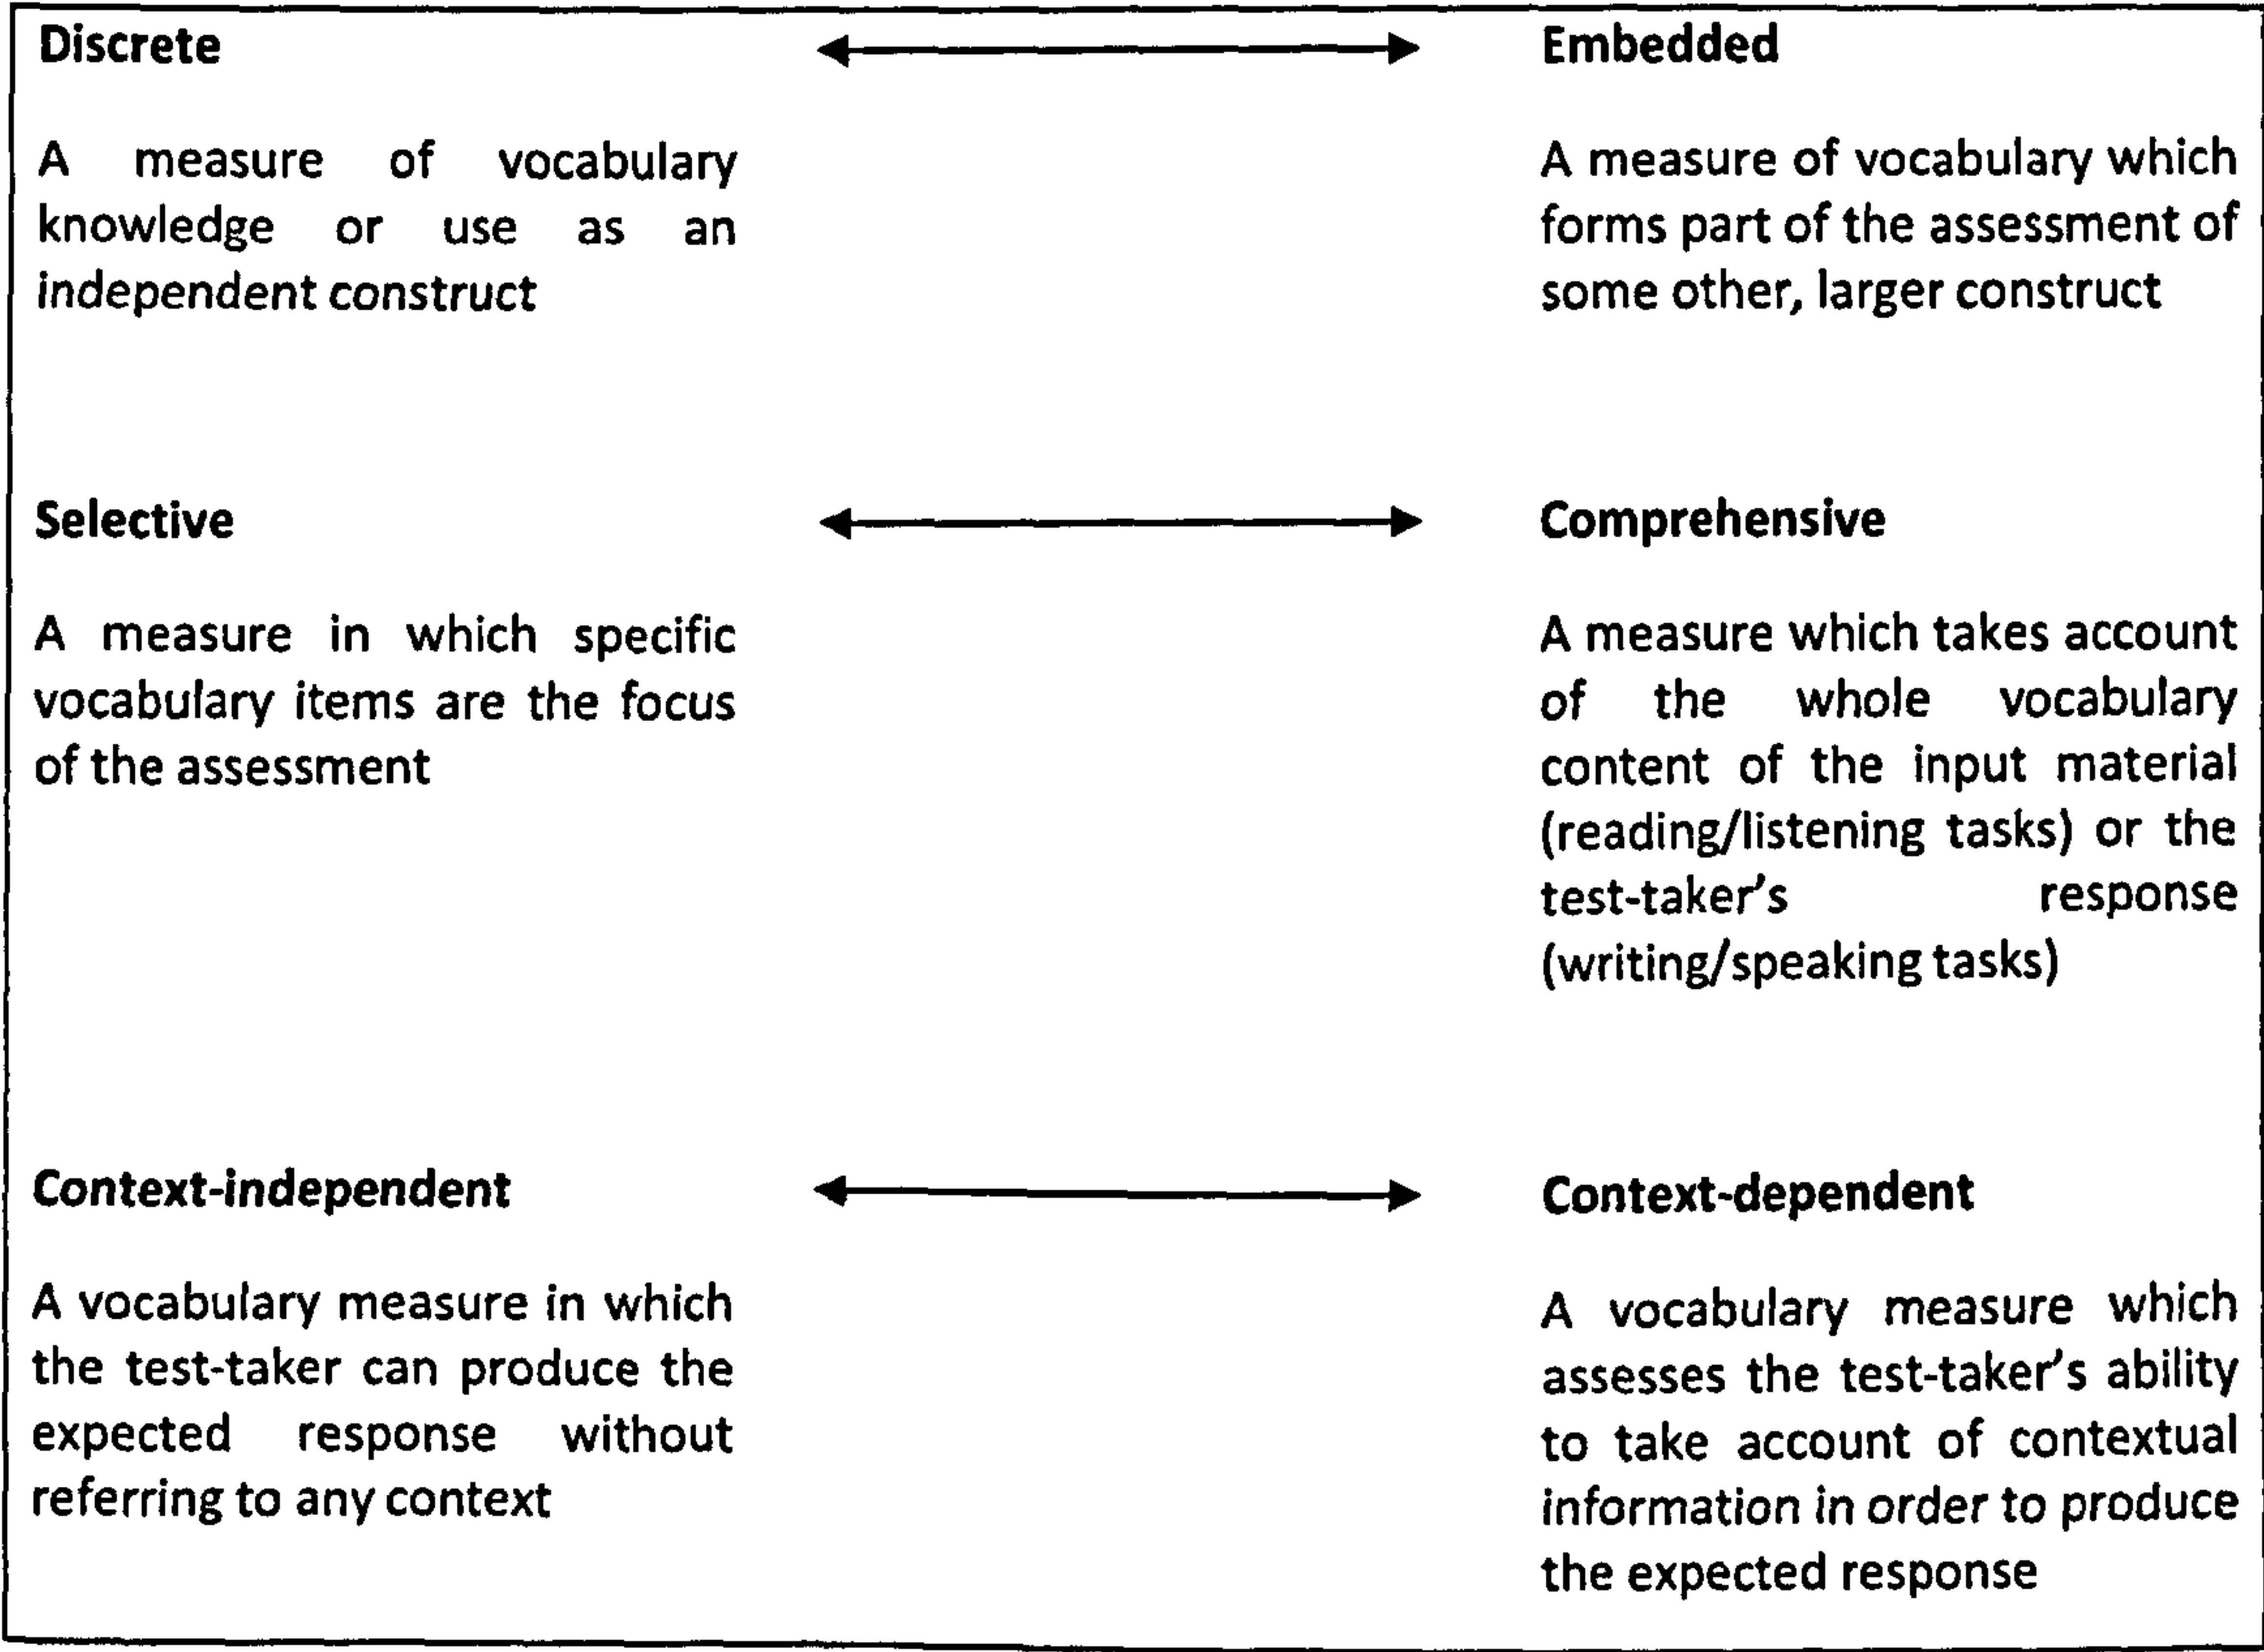 Discrete
Embedded
A measure of vocabulary
knowledge or use as an
independent construct
A measure of vocabulary which
forms part of the assessment of
some other, larger construct
Selective
Comprehensive
A measure in which specific
vocabulary items are the focus
of the assessment
A measure which takes account
of the whole vocabulary
content of the input material
(reading/listening tasks) or the
test-taker's response
(writing/speaking tasks)
Context-independent
Context-dependent
A vocabulary measure in which
the test-taker can produce the
expected response without
referring to any context
A vocabulary measure which
assesses the test-taker's ability
to take account of contextual
information in order to produce
the expected response